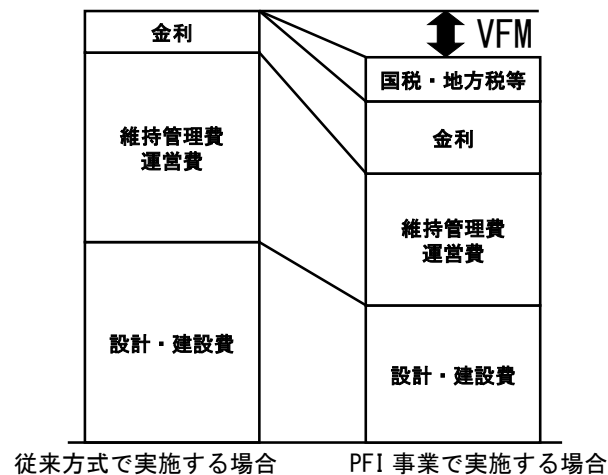 金利
維持管理費
運営費
設計・建設費
従来方式で実施する場合
VFM
国税・地方税等
金利
維持管理費
運営費
設計・建設費
PFI 事業で実施する場合